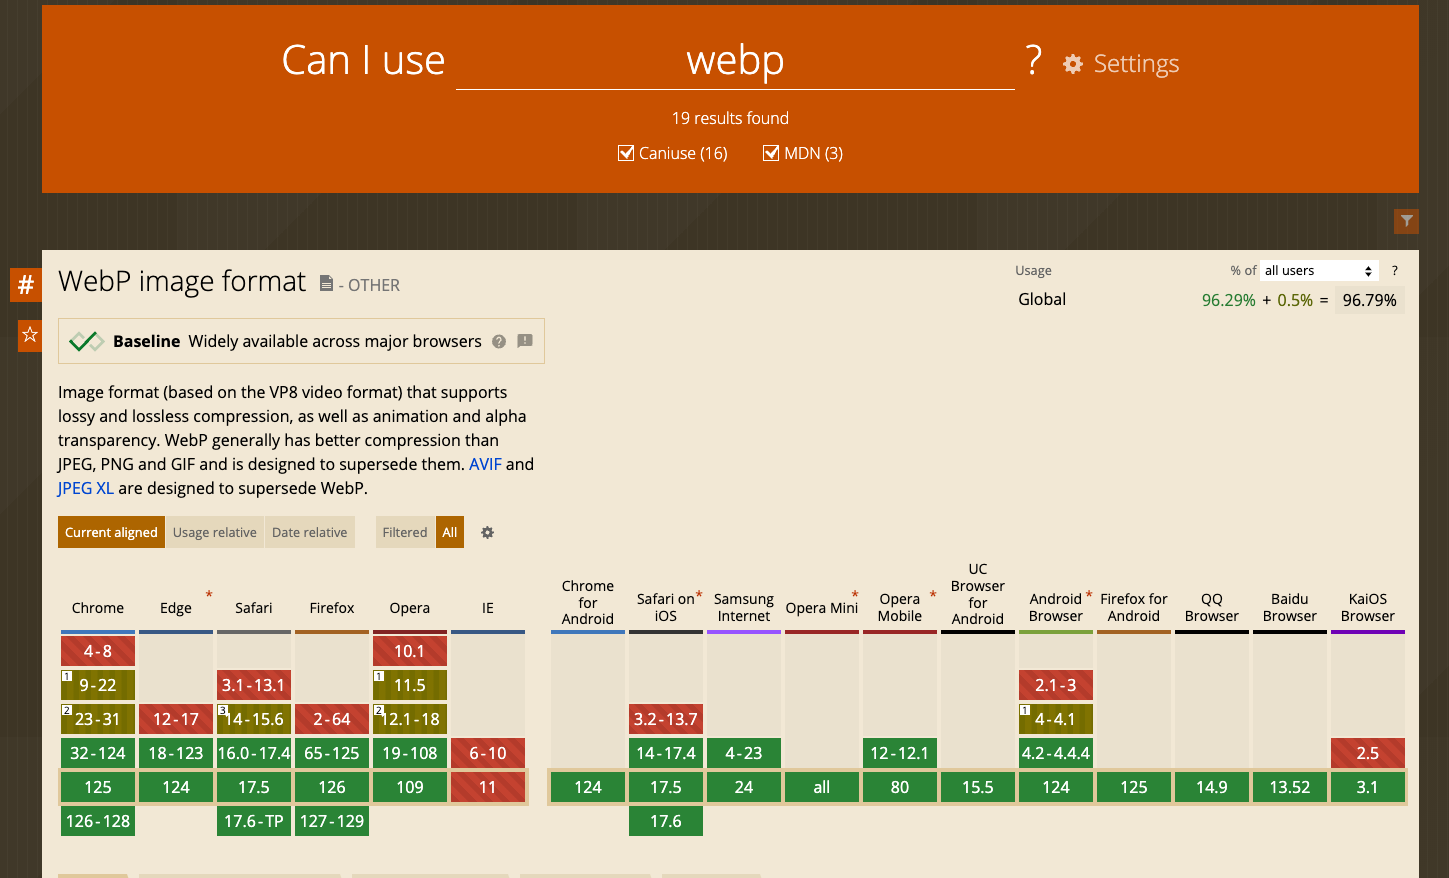 Can I use webp ? Settings
19 results found
Caniuse (16) MDN (3)
#
WebP image format - OTHER
Usage % of all users ?
Global 96.29% + 0.5% = 96.79%
Baseline Widely available across major browsers
Image format (based on the VP8 video format) that supports
lossy and lossless compression, as well as animation and alpha
transparency. WebP generally has better compression than
JPEG, PNG and GIF and is designed to supersede them. AVIF and
JPEG XL are designed to supersede WebP.
Current aligned Usage relative Date relative Filtered All
Chrome Edge * Safari Firefox Opera IE
Chrome for Android Safari on iOS * Samsung Internet Opera Mini * Opera Mobile * UC Browser for Android Android Browser * Firefox for Android QQ Browser Baidu Browser KaiOS Browser
4-8 10.1
1 9-22 3.1-13.1 1 11.5 2.1-3
2 23-31 12-17 3 14-15.6 2-64 2 12.1-18 3.2-13.7 1 4-4.1
32-124 18-123 16.0-17.4 65-125 19-108 6-10 14-17.4 4-23 12-12.1 4.2-4.4.4 2.5
125 124 17.5 126 109 11 124 17.5 24 all 80 15.5 124 125 14.9 13.52 3.1
126-128 17.6-TP 127-129 17.6